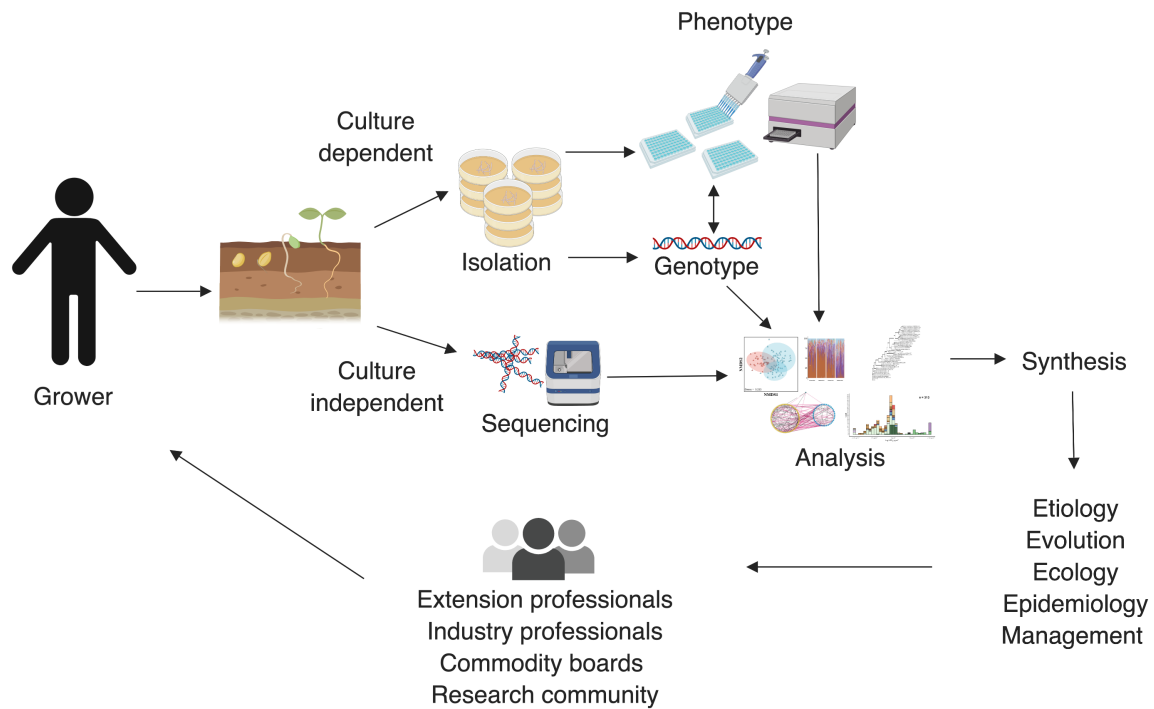 Phenotype
Culture
dependent
Isolation
Genotype
Grower
Culture
independent
Sequencing
Analysis
Synthesis
Etiology
Evolution
Ecology
Epidemiology
Management
Extension professionals
Industry professionals
Commodity boards
Research community